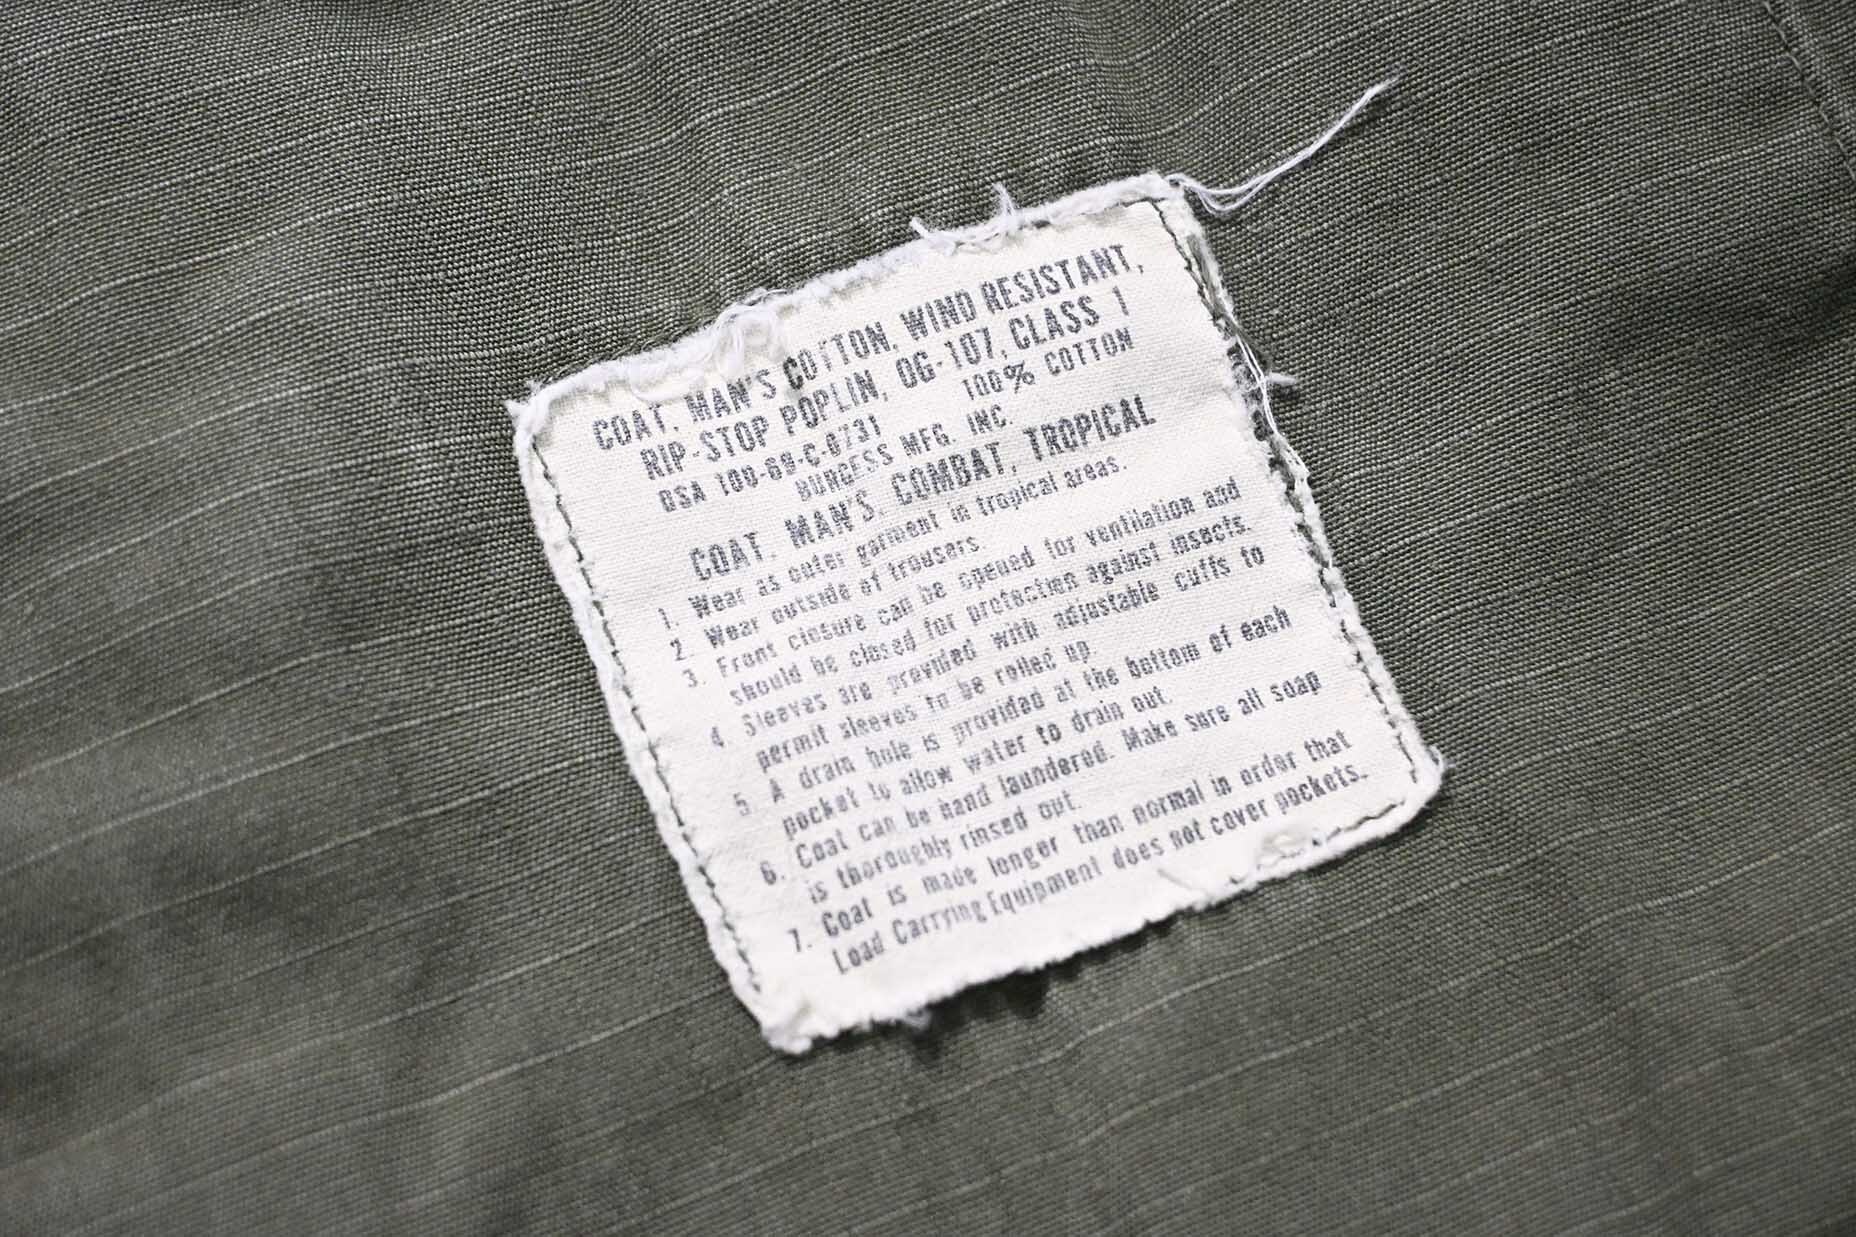 COAT, MAN'S COTTON, WIND RESISTANT,
RIP-STOP POPLIN, OG-107, CLASS 1
DSA 100-69-C-0731 100% COTTON
BURGESS MFG. INC.
COAT, MAN'S, COMBAT, TROPICAL
1. Wear as outer garment in tropical areas.
2. Wear outside of trousers.
3. Front closure can be opened for ventilation and
should be closed for protection against insects.
4. Sleeves are provided with adjustable cuffs to
permit sleeves to be rolled up.
5. A drain hole is provided at the bottom of each
pocket to allow water to drain out.
6. Coat can be hand laundered. Make sure all soap
is thoroughly rinsed out.
7. Coat is made longer than normal in order that
Load Carrying Equipment does not cover pockets.